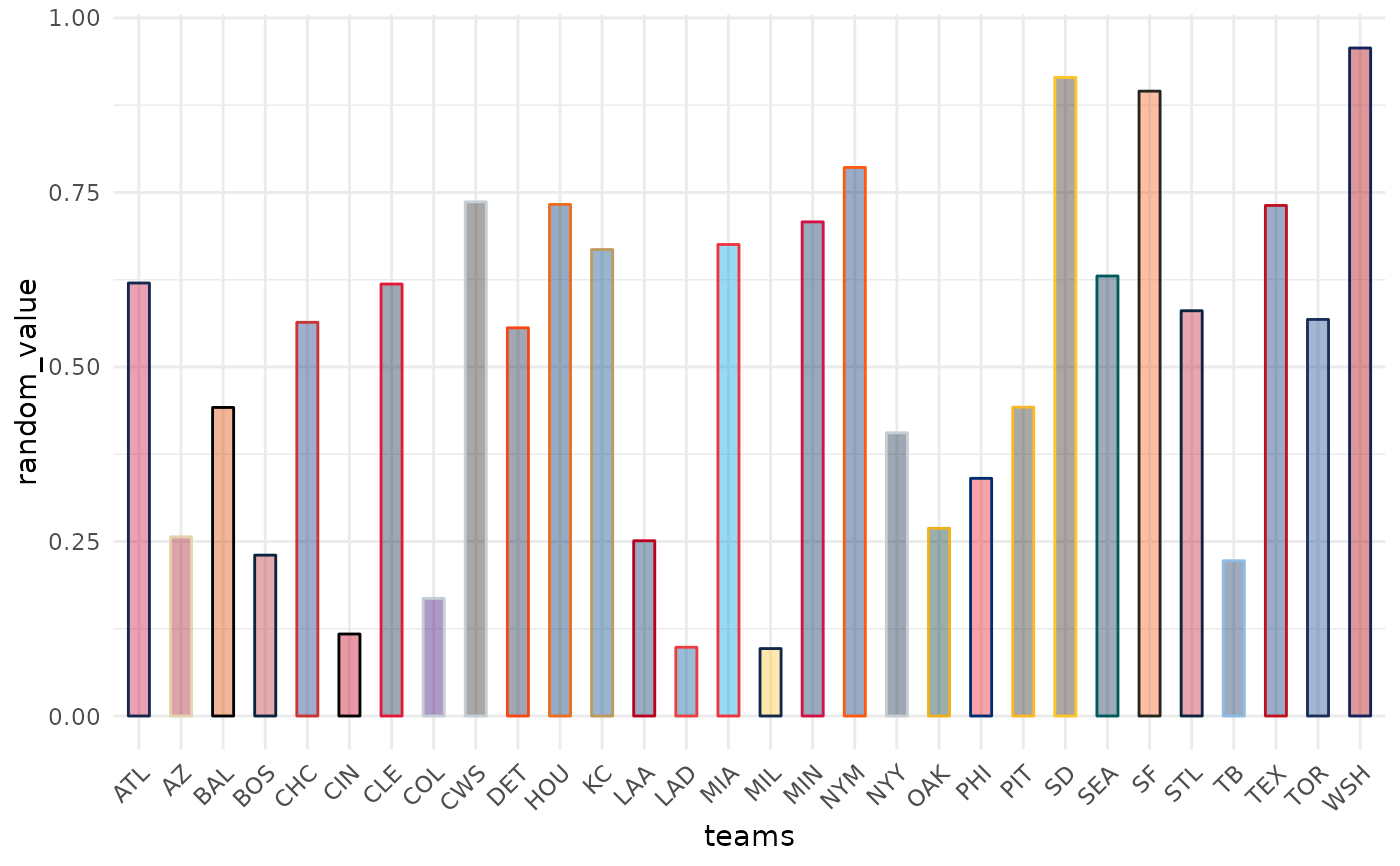 1.00
0.75
0.50
0.25
0.00
random_value
ATL
AZ
BAL
BOS
CHC
CIN
CLE
COL
CWS
DET
HOU
KC
LAA
LAD
MIA
MIL
MIN
NYM
NYY
OAK
PHI
PIT
SD
SEA
SF
STL
TB
TEX
TOR
WSH
teams